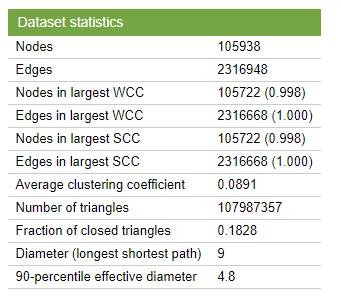 Dataset statistics
Nodes 105938
Edges 2316948
Nodes in largest WCC 105722 (0.998)
Edges in largest WCC 2316668 (1.000)
Nodes in largest SCC 105722 (0.998)
Edges in largest SCC 2316668 (1.000)
Average clustering coefficient 0.0891
Number of triangles 107987357
Fraction of closed triangles 0.1828
Diameter (longest shortest path) 9
90-percentile effective diameter 4.8